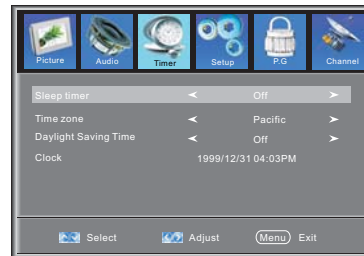 Picture Audio Timer Setup P.G Channel
Sleep timer Off
Time zone Pacific
Daylight Saving Time Off
Clock 1999/12/31 04:03PM
Select Adjust Menu Exit